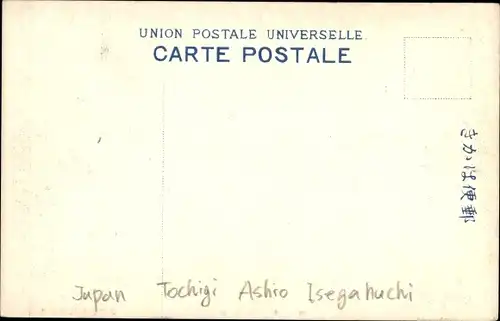 UNION POSTALE UNIVERSELLE
CARTE POSTALE
きかは便郵
Japan Tochigi Ashio Isegahuchi